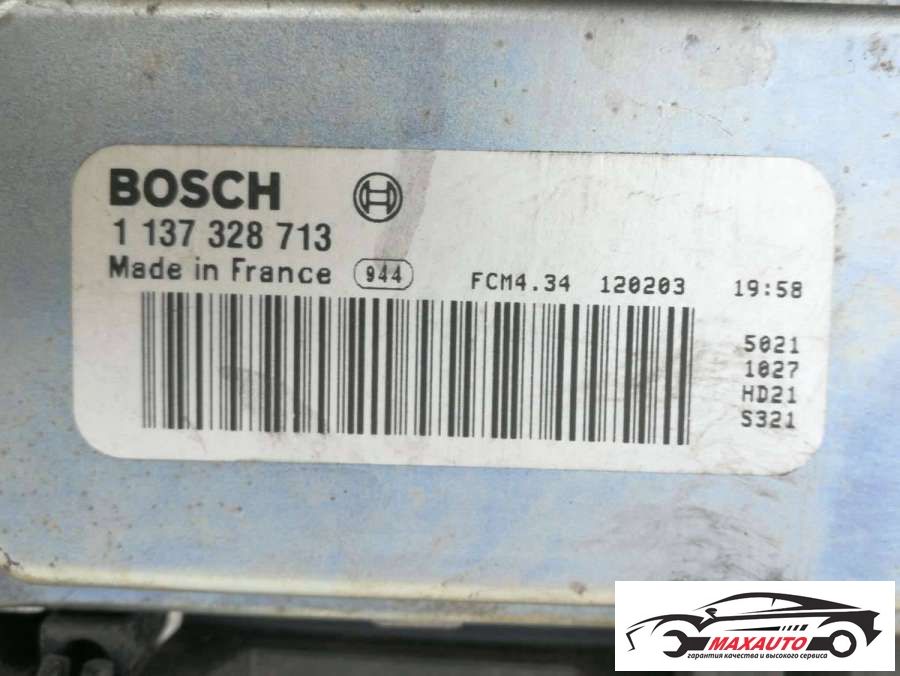 BOSCH
1 137 328 713
Made in France 944 FCM4.34 120203 19:58
5021
1027
HD21
S321
MAXAUTO
гарантия качества и высокого сервиса